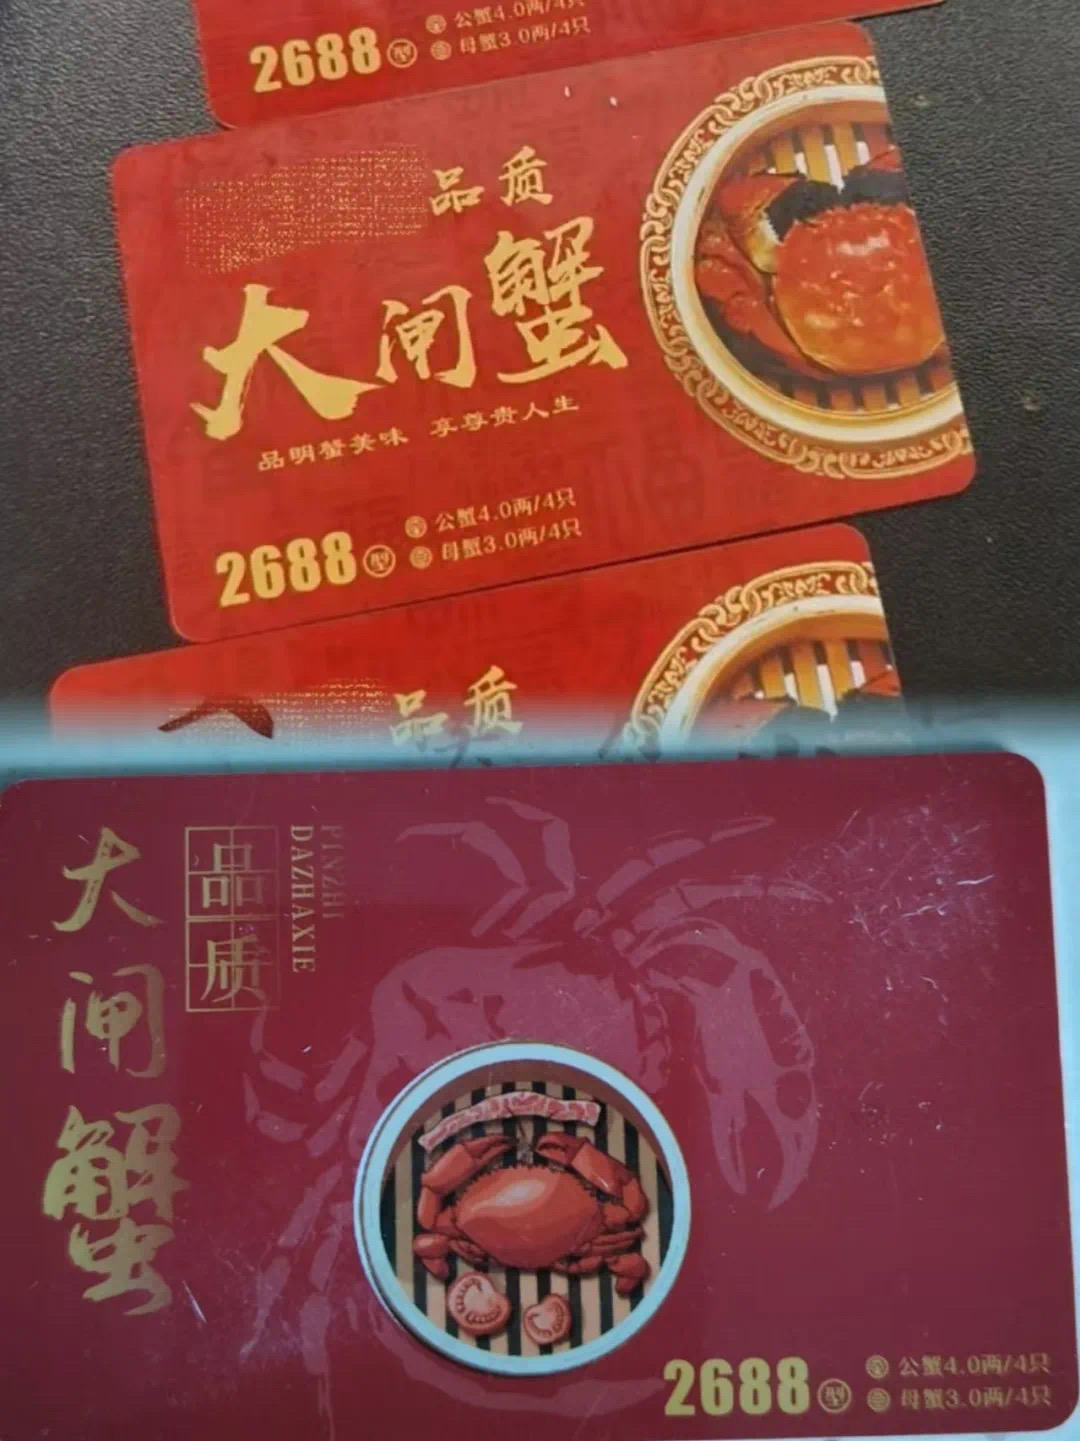 2688型 公蟹4.0两/4只
母蟹3.0两/4只
品质
大闸蟹
品明蟹美味 享尊贵人生
2688型 公蟹4.0两/4只
母蟹3.0两/4只
品质
大闸蟹
品质
PINZHI
DAZHAXIE
2688型 公蟹4.0两/4只
母蟹3.0两/4只